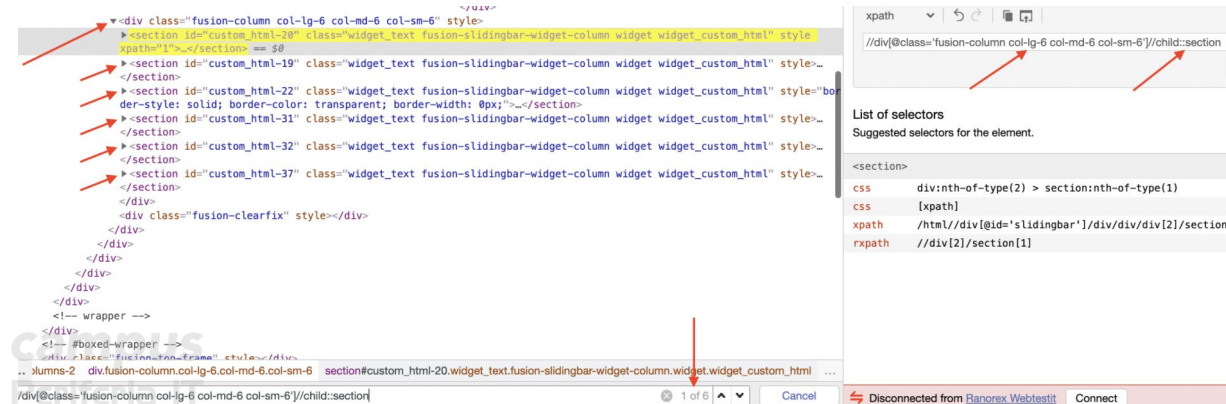 </div>
▼<div class="fusion-column col-lg-6 col-md-6 col-sm-6" style>
▶<section id="custom_html-20" class="widget_text fusion-slidingbar-widget-column widget widget_custom_html" style
xpath="1">…</section> == $0
▶<section id="custom_html-19" class="widget_text fusion-slidingbar-widget-column widget widget_custom_html" style>…
</section>
▶<section id="custom_html-22" class="widget_text fusion-slidingbar-widget-column widget widget_custom_html" style="bor
der-style: solid; border-color: transparent; border-width: 0px;">…</section>
▶<section id="custom_html-31" class="widget_text fusion-slidingbar-widget-column widget widget_custom_html" style>…
</section>
▶<section id="custom_html-32" class="widget_text fusion-slidingbar-widget-column widget widget_custom_html" style>…
</section>
▶<section id="custom_html-37" class="widget_text fusion-slidingbar-widget-column widget widget_custom_html" style>…
</section>
</div>
<div class="fusion-clearfix" style></div>
</div>
</div>
</div>
</div>
</div>
</div>
<!-- wrapper -->
</div>
<!-- #boxed-wrapper -->
<div class="fusion-top-frame" style></div>
campus
Periferia IT
.. olumns-2 div.fusion-column.col-lg-6.col-md-6.col-sm-6 section#custom_html-20.widget_text.fusion-slidingbar-widget-column.widget.widget_custom_html ...
/div[@class='fusion-column col-lg-6 col-md-6 col-sm-6']//child::section 1 of 6 Cancel
xpath
//div[@class='fusion-column col-lg-6 col-md-6 col-sm-6']//child::section
List of selectors
Suggested selectors for the element.
<section>
css div:nth-of-type(2) > section:nth-of-type(1)
css [xpath]
xpath /html//div[@id='slidingbar']/div/div/div[2]/section
rxpath //div[2]/section[1]
Disconnected from Ranorex Webtestit Connect